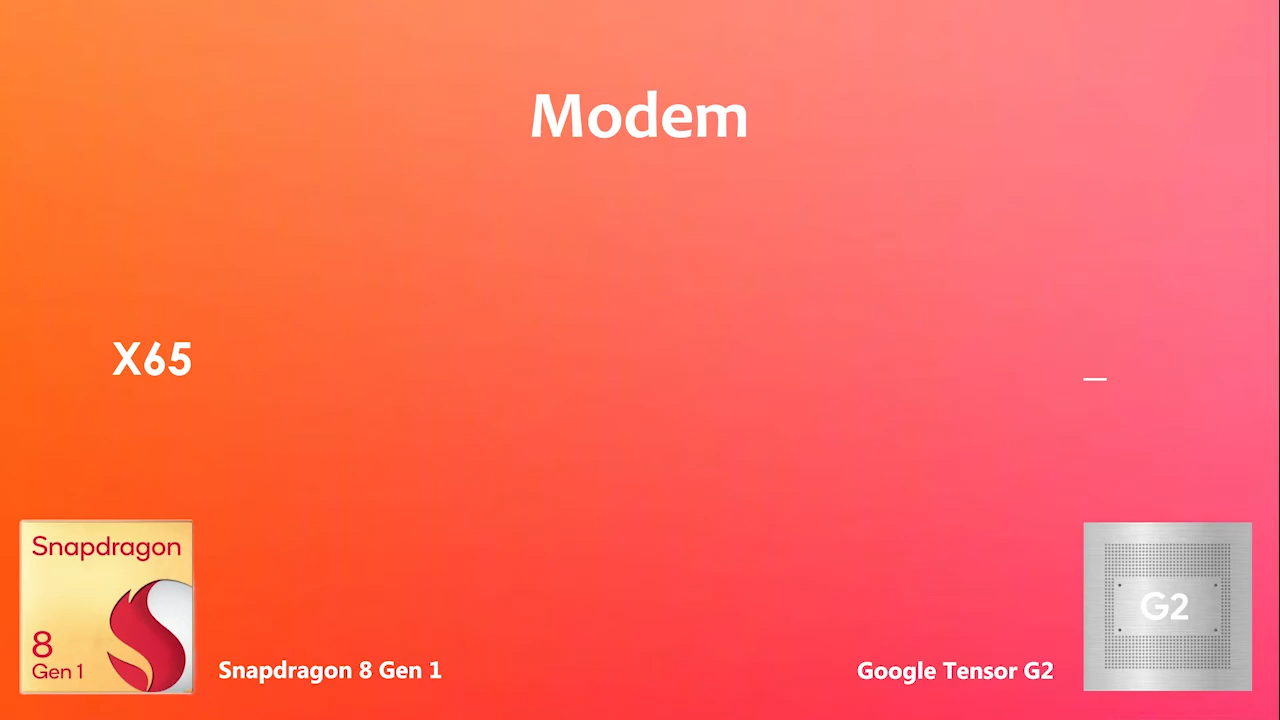 Modem
X65
_
Snapdragon
8
Gen 1
Snapdragon 8 Gen 1
Google Tensor G2
G2